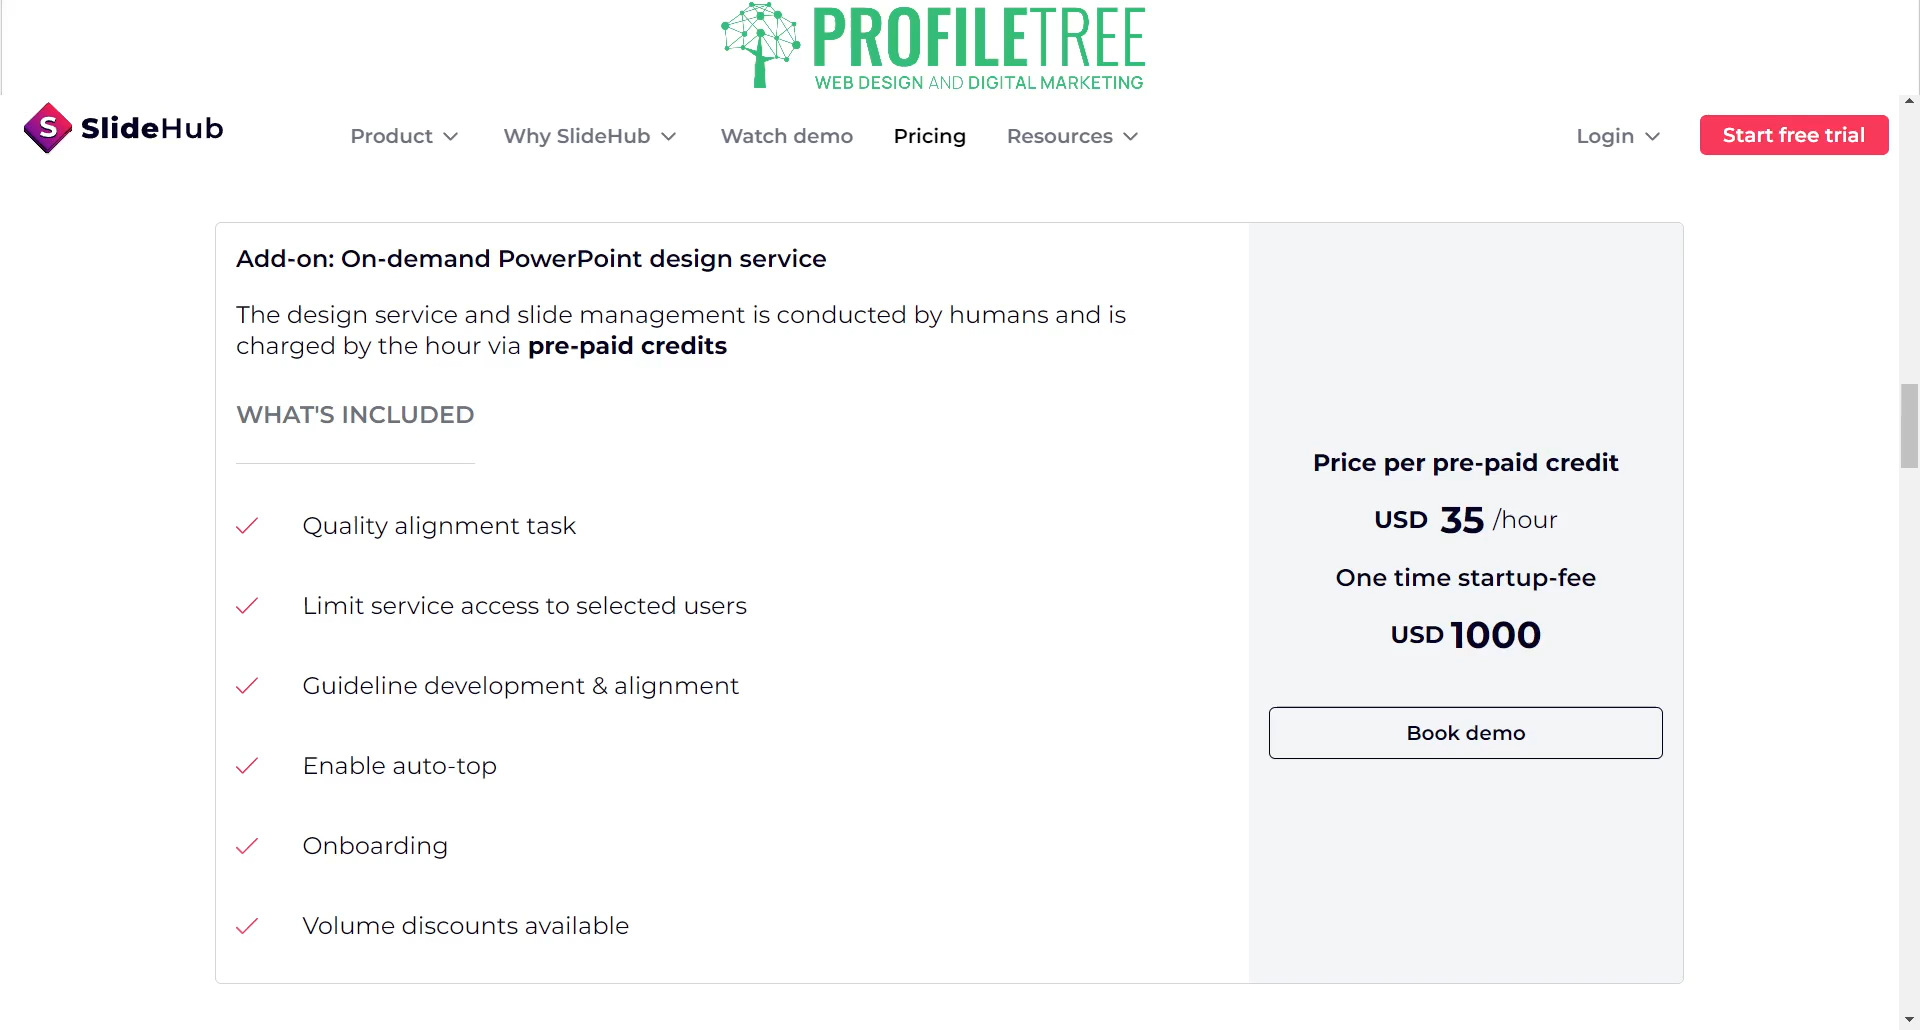 PROFILETREE
WEB DESIGN AND DIGITAL MARKETING
S SlideHub
Product
Why SlideHub
Watch demo
Pricing
Resources
Login
Start free trial
Add-on: On-demand PowerPoint design service
The design service and slide management is conducted by humans and is
charged by the hour via pre-paid credits
WHAT'S INCLUDED
Quality alignment task
Limit service access to selected users
Guideline development & alignment
Enable auto-top
Onboarding
Volume discounts available
Price per pre-paid credit
USD 35 /hour
One time startup-fee
USD 1000
Book demo